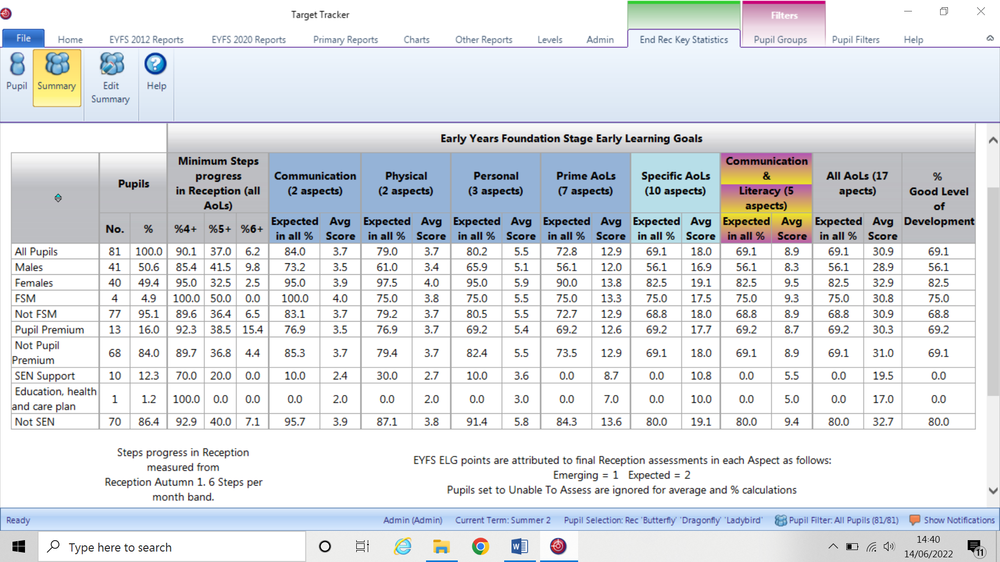 Target Tracker
Filters
File Home EYFS 2012 Reports EYFS 2020 Reports Primary Reports Charts Other Reports Levels Admin End Rec Key Statistics Pupil Groups Pupil Filters Help
Pupil Summary Edit Summary Help
Early Years Foundation Stage Early Learning Goals
Pupils
Minimum Steps
progress
in Reception (all
AoLs)
Communication
(2 aspects)
Physical
(2 aspects)
Personal
(3 aspects)
Prime AoLs
(7 aspects)
Specific AoLs
(10 aspects)
Communication
&
Literacy (5
aspects)
All AoLs (17
apects)
%
Good Level
of
Development
No. % %4+ %5+ %6+ Expected in all % Avg Score Expected in all % Avg Score Expected in all % Avg Score Expected in all % Avg Score Expected in all % Avg Score Expected in all % Avg Score Expected in all % Avg Score
All Pupils 81 100.0 90.1 37.0 6.2 84.0 3.7 79.0 3.7 80.2 5.5 72.8 12.9 69.1 18.0 69.1 8.9 69.1 30.9 69.1
Males 41 50.6 85.4 41.5 9.8 73.2 3.5 61.0 3.4 65.9 5.1 56.1 12.0 56.1 16.9 56.1 8.3 56.1 28.9 56.1
Females 40 49.4 95.0 32.5 2.5 95.0 3.9 97.5 4.0 95.0 5.9 90.0 13.8 82.5 19.1 82.5 9.5 82.5 32.9 82.5
FSM 4 4.9 100.0 50.0 0.0 100.0 4.0 75.0 3.8 75.0 5.5 75.0 13.3 75.0 17.5 75.0 9.3 75.0 30.8 75.0
Not FSM 77 95.1 89.6 36.4 6.5 83.1 3.7 79.2 3.7 80.5 5.5 72.7 12.9 68.8 18.0 68.8 8.9 68.8 30.9 68.8
Pupil Premium 13 16.0 92.3 38.5 15.4 76.9 3.5 76.9 3.7 69.2 5.4 69.2 12.6 69.2 17.7 69.2 8.7 69.2 30.3 69.2
Not Pupil Premium 68 84.0 89.7 36.8 4.4 85.3 3.7 79.4 3.7 82.4 5.5 73.5 12.9 69.1 18.0 69.1 8.9 69.1 31.0 69.1
SEN Support 10 12.3 70.0 20.0 0.0 10.0 2.4 30.0 2.7 10.0 3.6 0.0 8.7 0.0 10.8 0.0 5.5 0.0 19.5 0.0
Education, health and care plan 1 1.2 100.0 0.0 0.0 0.0 2.0 0.0 2.0 0.0 3.0 0.0 7.0 0.0 10.0 0.0 5.0 0.0 17.0 0.0
Not SEN 70 86.4 92.9 40.0 7.1 95.7 3.9 87.1 3.8 91.4 5.8 84.3 13.6 80.0 19.1 80.0 9.4 80.0 32.7 80.0
Steps progress in Reception
measured from
Reception Autumn 1. 6 Steps per
month band.
EYFS ELG points are attributed to final Reception assessments in each Aspect as follows:
Emerging = 1 Expected = 2
Pupils set to Unable To Assess are ignored for average and % calculations
Ready Admin (Admin) Current Term: Summer 2 Pupil Selection: Rec 'Butterfly' 'Dragonfly' 'Ladybird' Pupil Filter: All Pupils (81/81) Show Notifications
Type here to search
14:40
14/06/2022
11